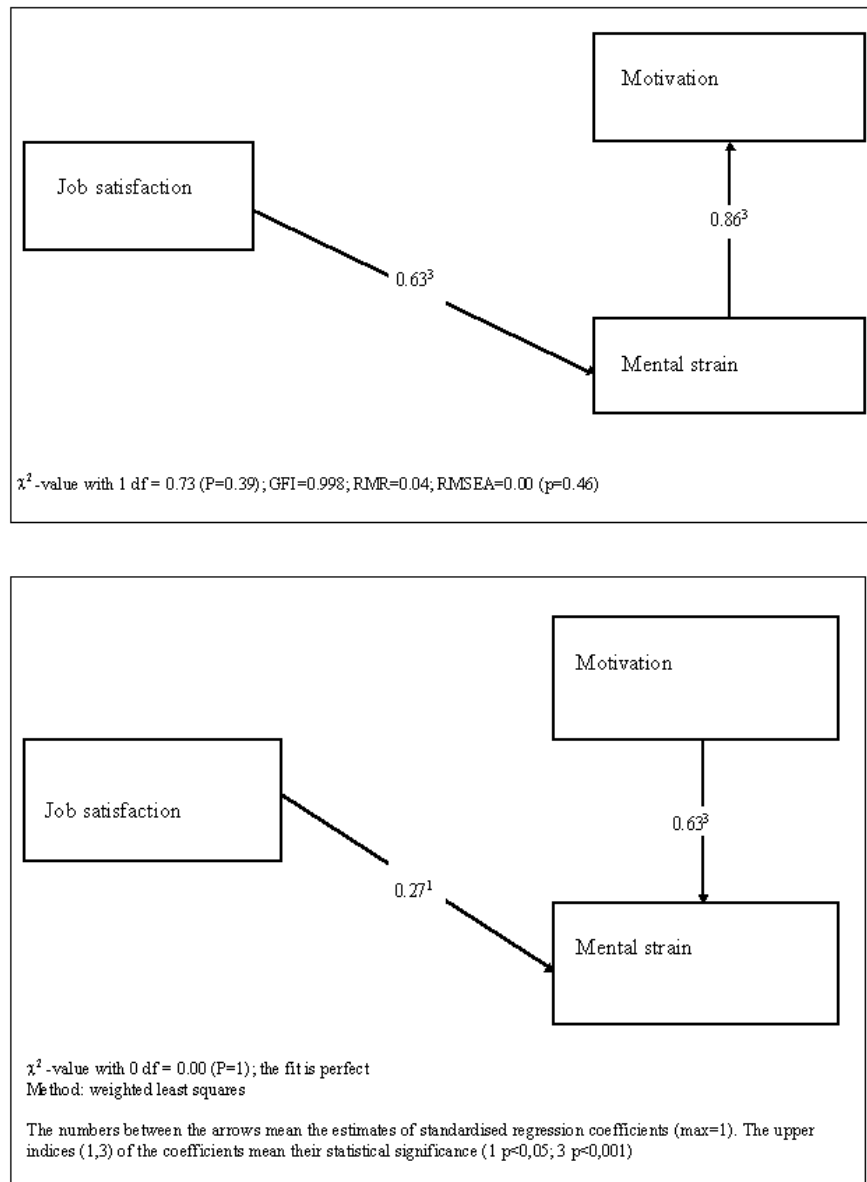 Motivation
Job satisfaction
0.86³
0.63³
Mental strain
χ² -value with 1 df = 0.73 (P=0.39); GFI=0.998; RMR=0.04; RMSEA=0.00 (p=0.46)
Motivation
Job satisfaction
0.63³
0.27¹
Mental strain
χ² -value with 0 df = 0.00 (P=1); the fit is perfect
Method: weighted least squares
The numbers between the arrows mean the estimates of standardised regression coefficients (max=1). The upper
indices (1,3) of the coefficients mean their statistical significance (1 p<0,05; 3 p<0,001)